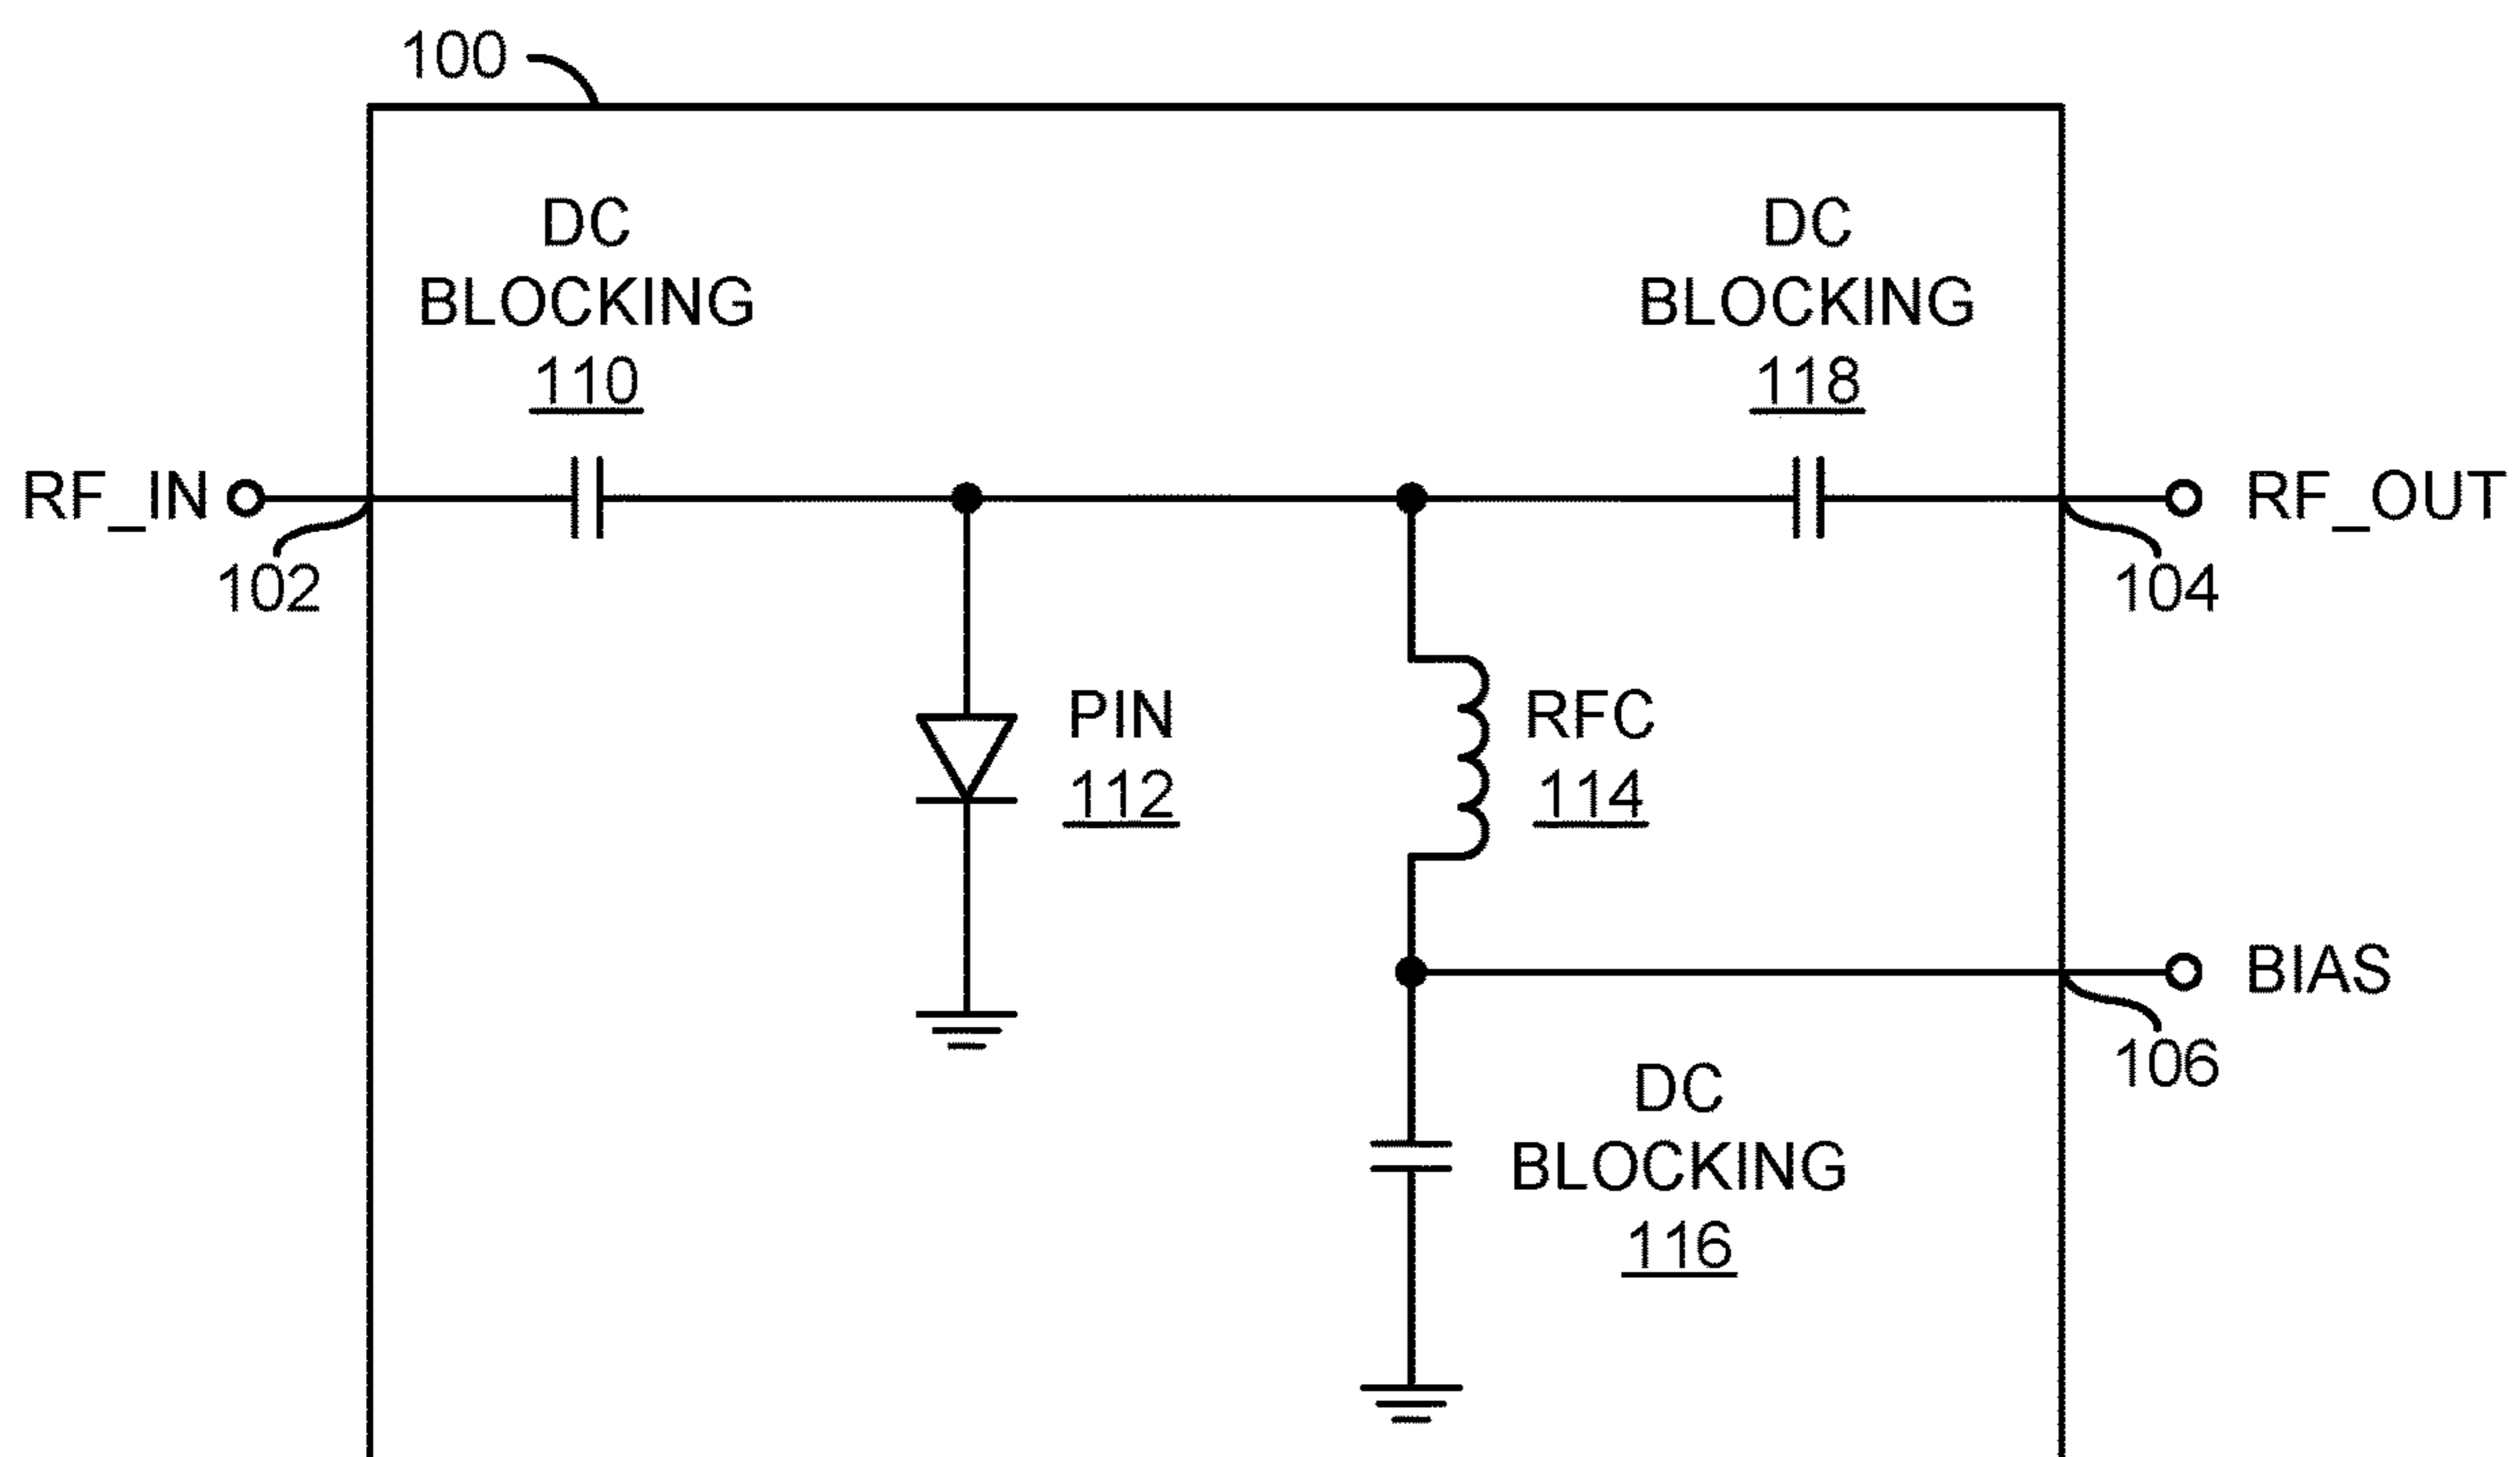 100
DC
BLOCKING
110
DC
BLOCKING
118
RF_IN
RF_OUT
102
104
PIN
112
RFC
114
BIAS
106
DC
BLOCKING
116